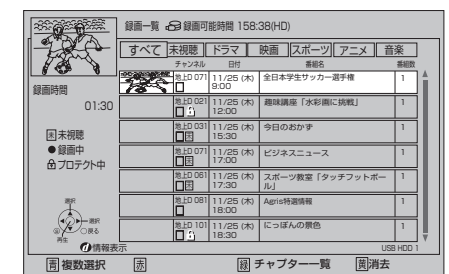 録画一覧 録画可能時間 158:38(HD)
すべて 未視聴 ドラマ 映画 スポーツ アニメ 音楽
チャンネル 日付 番組名 番組数
地上D 071 11/25 (木) 9:00 全日本学生サッカー選手権 1
録画時間
01:30
地上D 021 11/25 (木) 12:00 趣味講座「水彩画に挑戦」 1
地上D 031 11/25 (木) 15:30 今日のおかず 1
未 未視聴
●録画中
プロテクト中
地上D 071 11/25 (木) 17:00 ビジネスニュース 1
地上D 061 11/25 (木) 17:30 スポーツ教室「タッチフットボール」 1
地上D 081 11/25 (木) 18:00 Agris特選情報 1
地上D 101 11/25 (木) 18:30 にっぽんの景色 1
選択
選択
戻る
再生
情報表示
USB HDD 1
青 複数選択 赤 緑 チャプター一覧 黄 消去